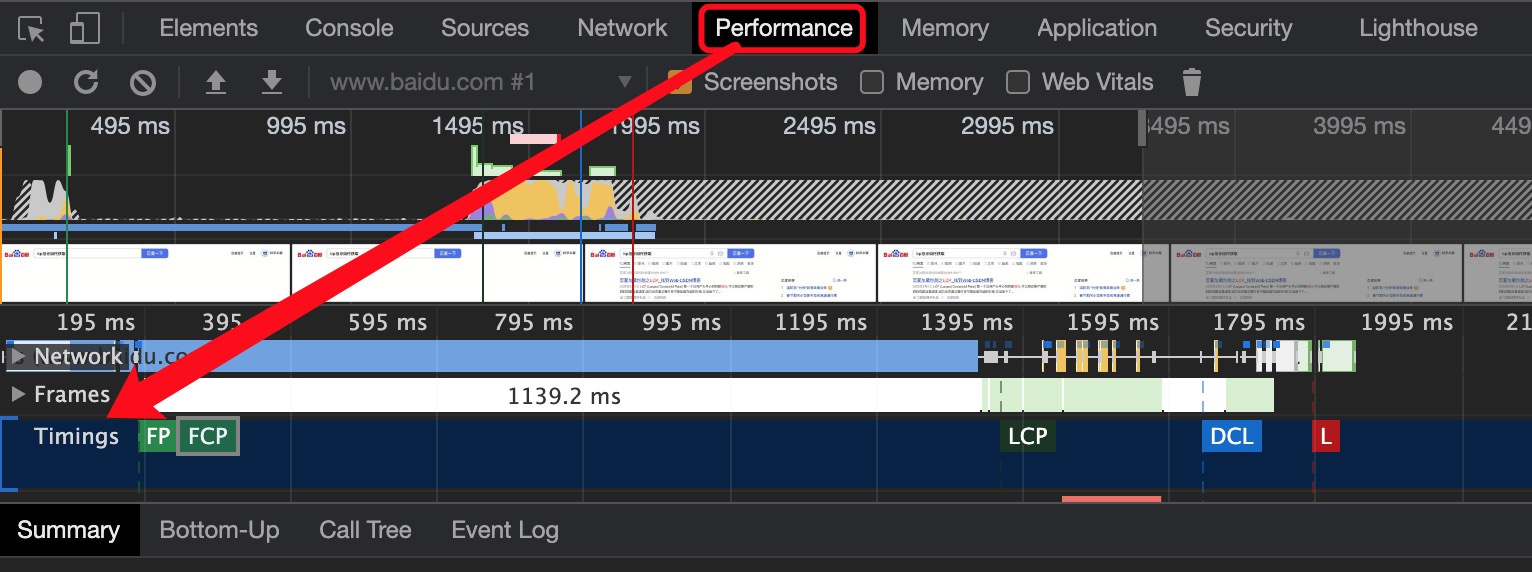 Elements Console Sources Network Performance Memory Application Security Lighthouse
www.baidu.com #1 Screenshots Memory Web Vitals
495 ms 995 ms 1495 ms 1995 ms 2495 ms 2995 ms 3495 ms 3995 ms 449
195 ms 395 595 ms 795 ms 995 ms 1195 ms 1395 ms 1595 ms 1795 ms 1995 ms 21
Network
Frames 1139.2 ms
Timings FP FCP LCP DCL L
Summary Bottom-Up Call Tree Event Log